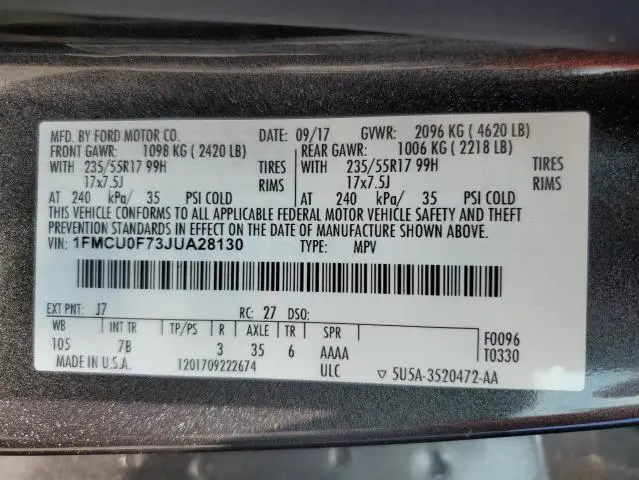 MFD. BY FORD MOTOR CO. DATE: 09/17 GVWR: 2096 KG ( 4620 LB)
FRONT GAWR: 1098 KG ( 2420 LB) REAR GAWR: 1006 KG ( 2218 LB)
WITH 235/55R17 99H TIRES WITH 235/55R17 99H TIRES
17x7.5J RIMS 17x7.5J RIMS
AT 240 kPa/ 35 PSI COLD AT 240 kPa/ 35 PSI COLD
THIS VEHICLE CONFORMS TO ALL APPLICABLE FEDERAL MOTOR VEHICLE SAFETY AND THEFT
PREVENTION STANDARDS IN EFFECT ON THE DATE OF MANUFACTURE SHOWN ABOVE.
VIN: 1FMCU0F73JUA28130 TYPE: MPV
EXT PNT: J7 RC: 27 DSO:
WB INT TR TP/PS R AXLE TR SPR F0096
105 7B 3 35 6 AAAA T0330
MADE IN U.S.A. 1201709222674 ULC ▽ 5U5A-3520472-AA